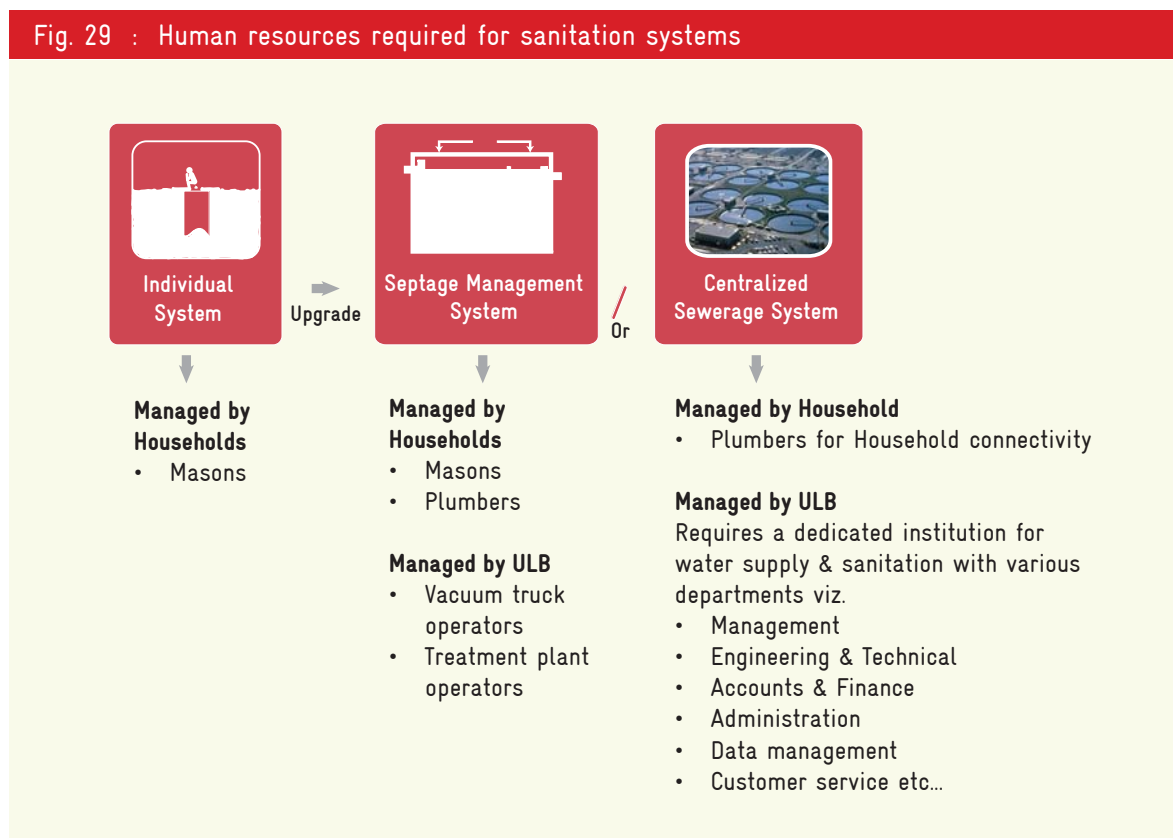 Fig. 29 : Human resources required for sanitation systems
Individual
System
Upgrade
Septage Management
System
Or
Centralized
Sewerage System
Managed by
Households
• Masons
Managed by
Households
• Masons
• Plumbers
Managed by ULB
• Vacuum truck
operators
• Treatment plant
operators
Managed by Household
• Plumbers for Household connectivity
Managed by ULB
Requires a dedicated institution for
water supply & sanitation with various
departments viz.
• Management
• Engineering & Technical
• Accounts & Finance
• Administration
• Data management
• Customer service etc...